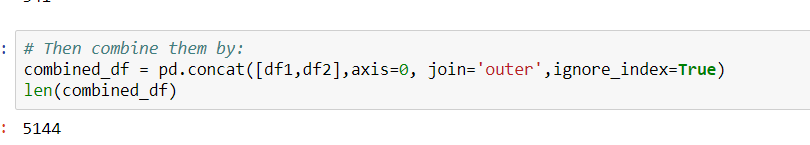 # Then combine them by:
combined_df = pd.concat([df1,df2],axis=0, join='outer',ignore_index=True)
len(combined_df)
5144